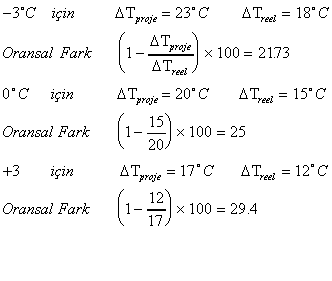 −3°C için ΔT_proje = 23°C ΔT_reel = 18°C
Oransal Fark (1 − ΔT_proje / ΔT_reel) × 100 = 2173
0°C için ΔT_proje = 20°C ΔT_reel = 15°C
Oransal Fark (1 − 15/20) × 100 = 25
+3 için ΔT_proje = 17°C ΔT_reel = 12°C
Oransal Fark (1 − 12/17) × 100 = 29.4